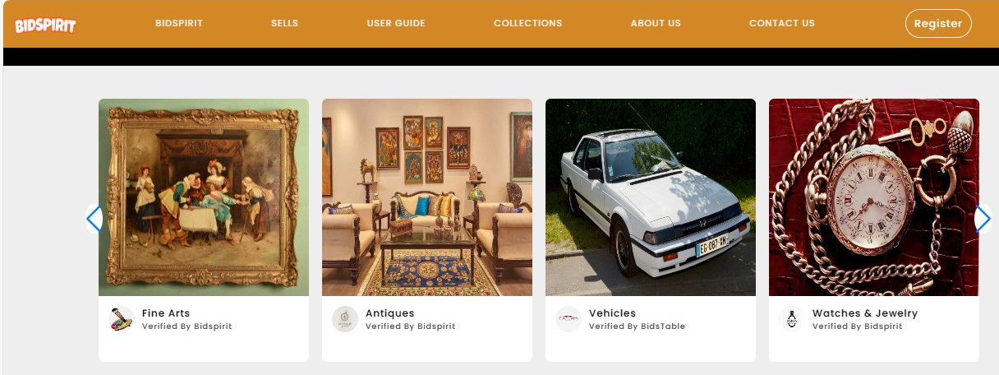 BIDSPIRIT
BIDSPIRIT SELLS USER GUIDE COLLECTIONS ABOUT US CONTACT US Register
EG-087-XN
Fine Arts
Verified By Bidspirit
Antiques
Verified By Bidspirit
Vehicles
Verified By BidsTable
Watches & Jewelry
Verified By Bidspirit